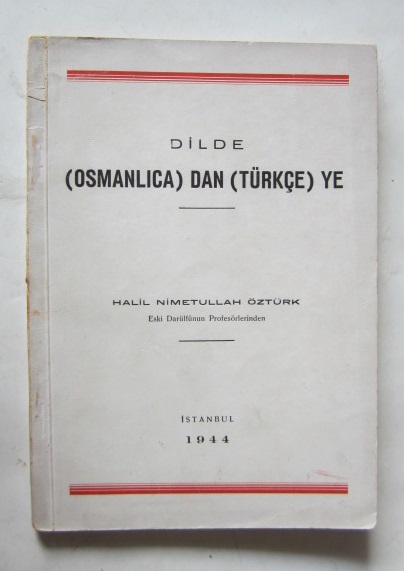 DİLDE
(OSMANLICA) DAN (TÜRKÇE) YE
HALİL NİMETULLAH ÖZTÜRK
Eski Darülfünun Profesörlerinden
İSTANBUL
1944